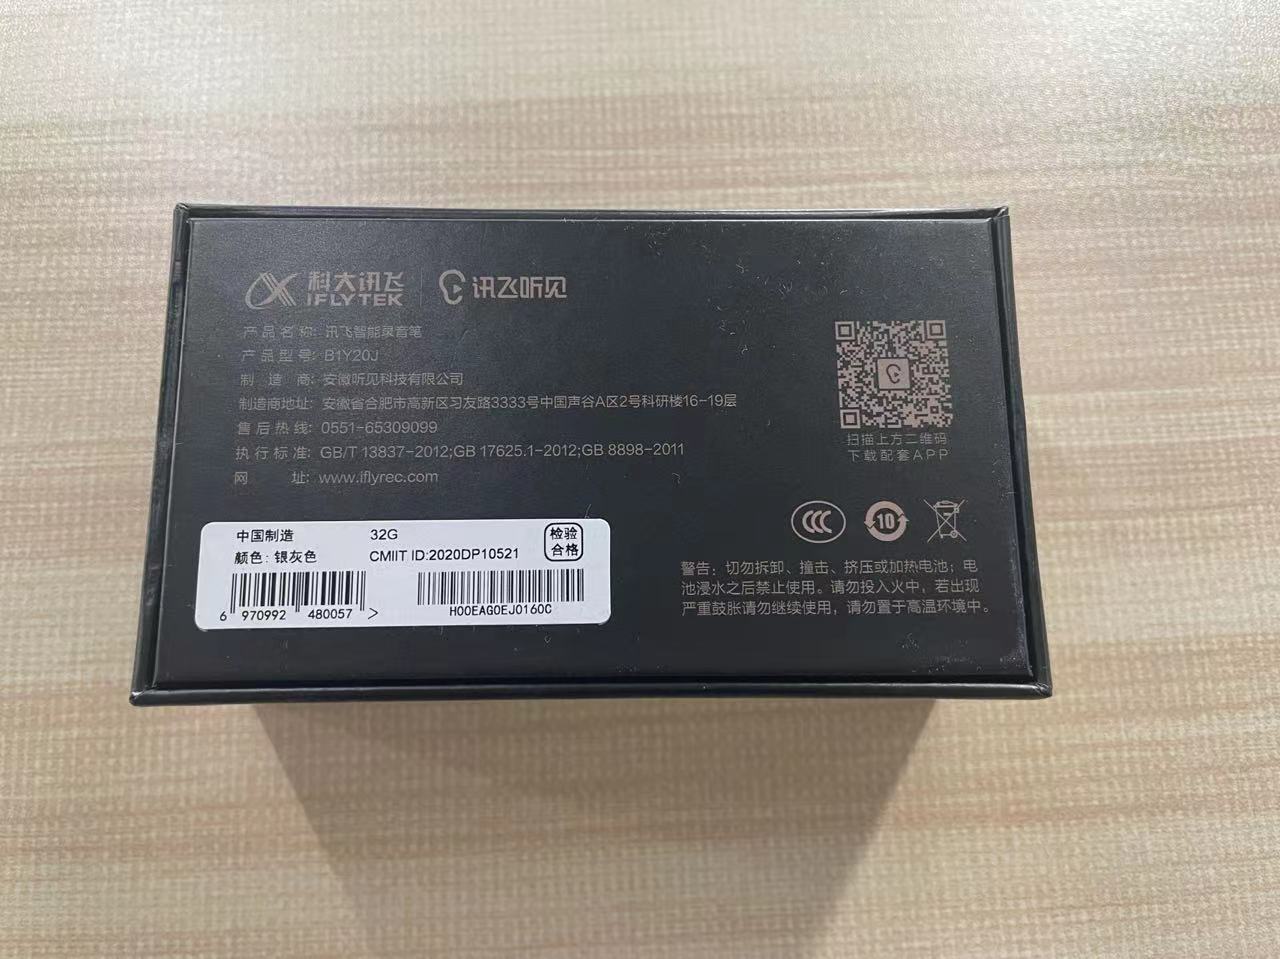 科大讯飞 iFLYTEK 讯飞听见
产品名称: 讯飞智能录音笔
产品型号: B1Y20J
制造商: 安徽听见科技有限公司
制造商地址: 安徽省合肥市高新区习友路3333号中国声谷A区2号科研楼16-19层
售后热线: 0551-65309099
执行标准: GB/T 13837-2012;GB 17625.1-2012;GB 8898-2011
网址: www.iflyrec.com
扫描上方二维码
下载配套APP
中国制造 32G 检验
颜色: 银灰色 CMIIT ID:2020DP10521 合格
6 970992 480057 >
H00EAG0EJ0160C
CCC 10
警告: 切勿拆卸、撞击、挤压或加热电池; 电
池浸水之后禁止使用。请勿投入火中, 若出现
严重鼓胀请勿继续使用, 请勿置于高温环境中。